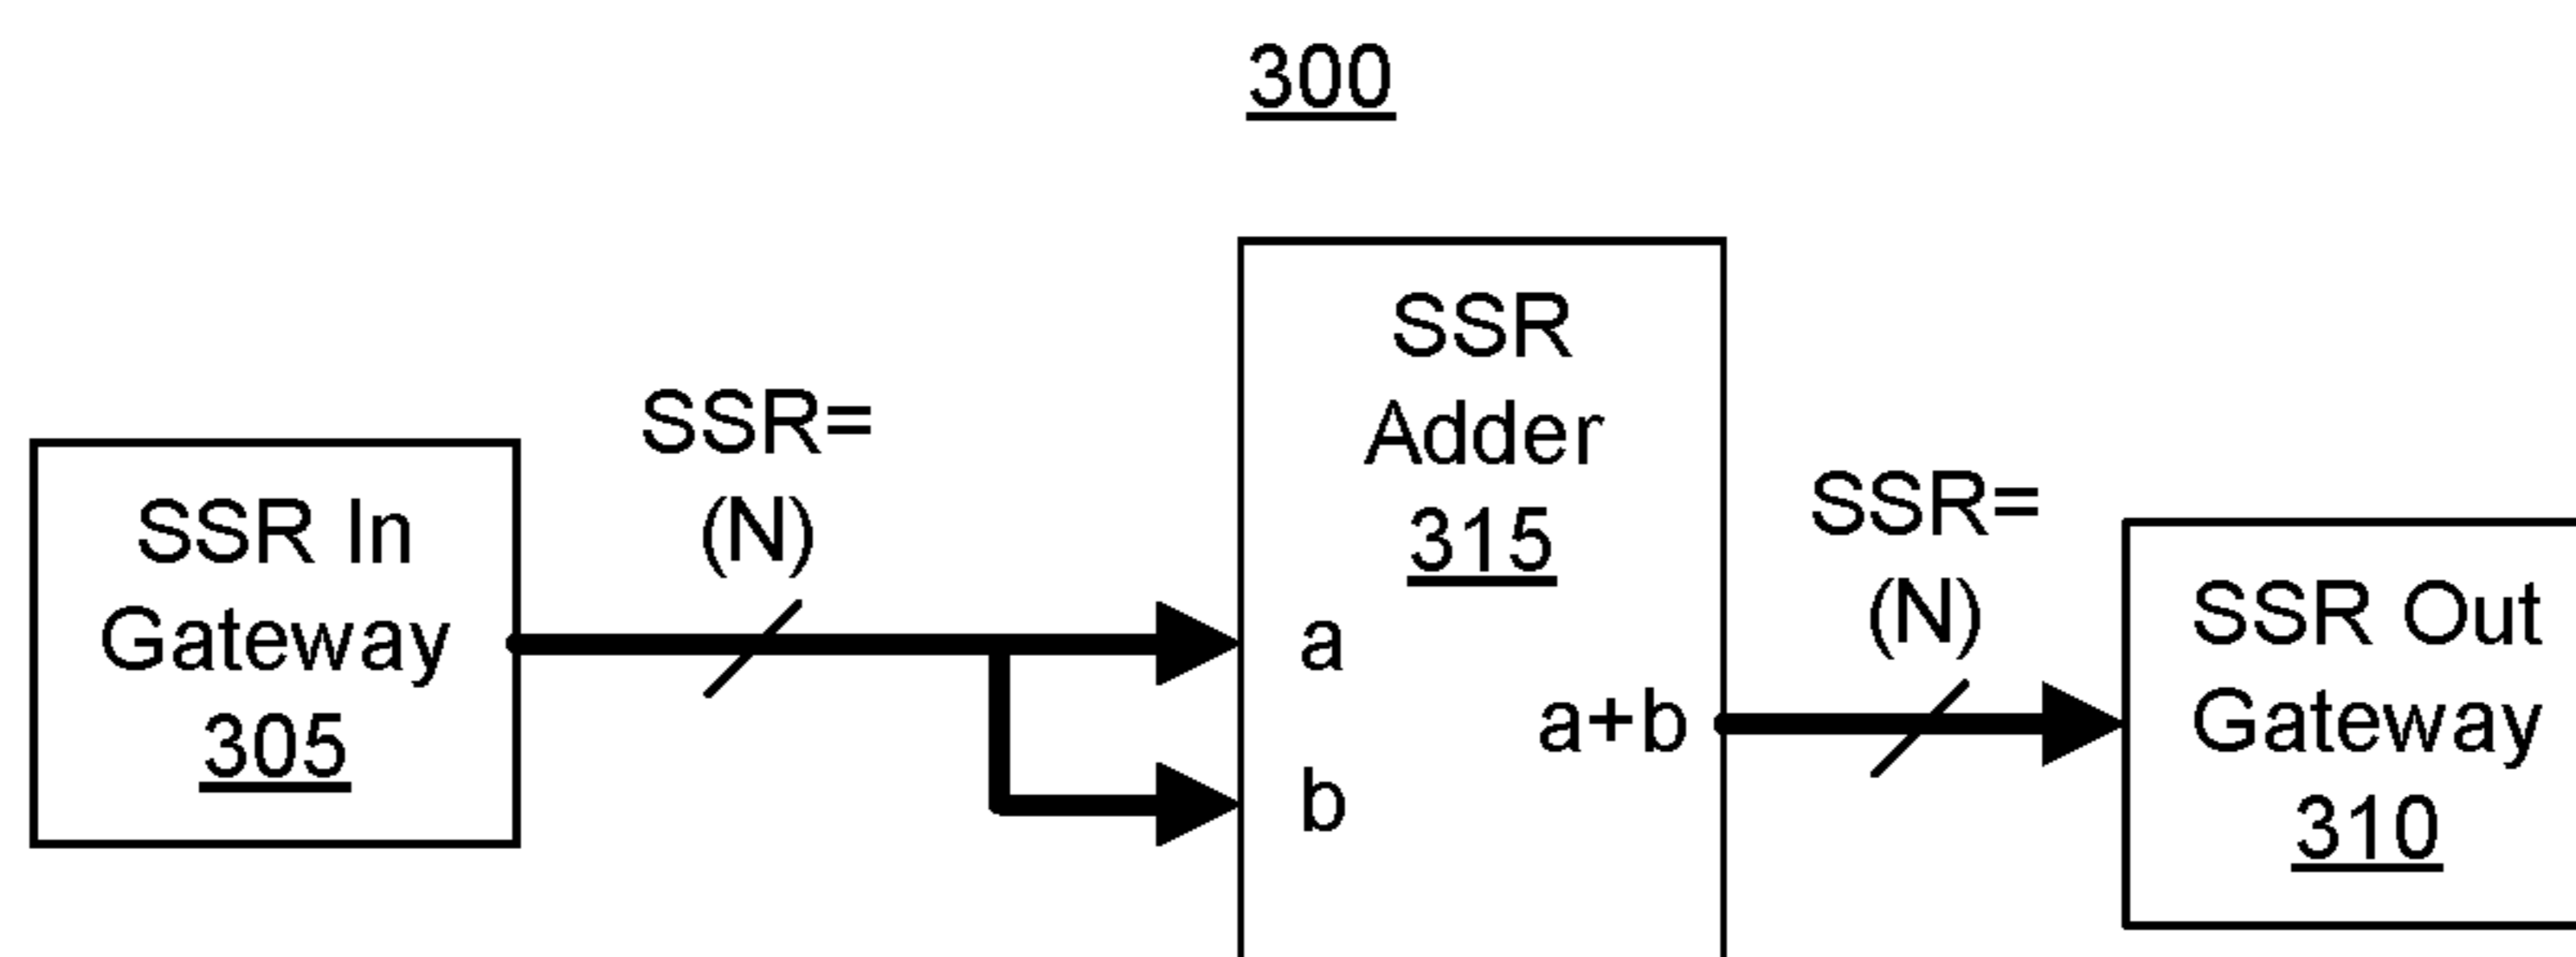 300
SSR In
Gateway
305
SSR=
(N)
SSR
Adder
315
a
b
a+b
SSR=
(N)
SSR Out
Gateway
310